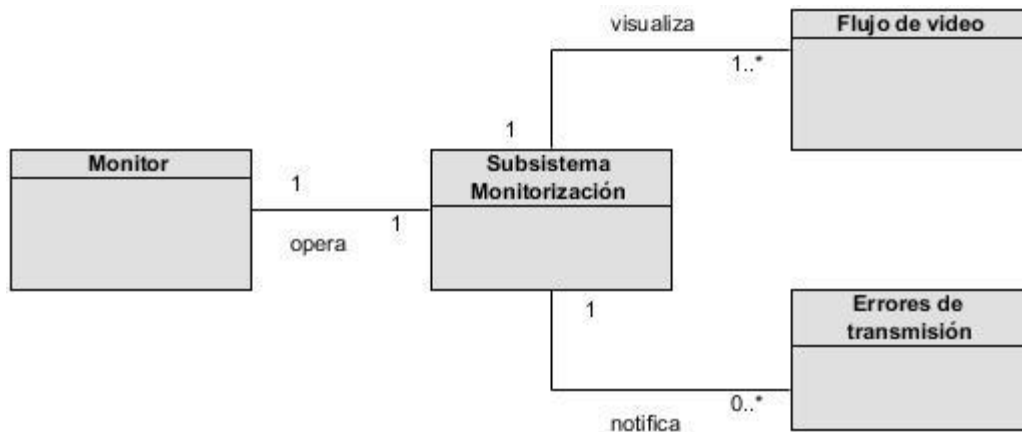 visualiza
Flujo de video
1..*
1
Monitor
Subsistema
Monitorización
1
1
opera
1
Errores de
transmisión
0..*
notifica